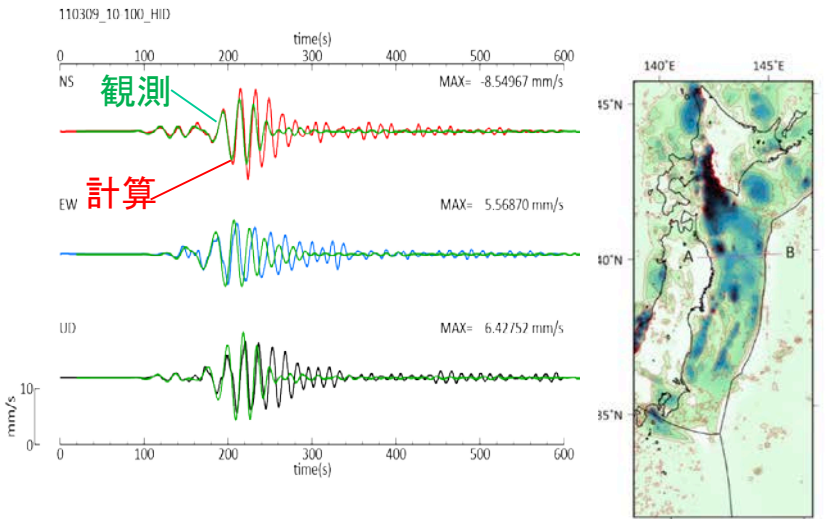 110309_10 100_HID
time(s)
0 100 200 300 400 500 600
NS
MAX= -8.54967 mm/s
観測
計算
EW
MAX= 5.56870 mm/s
UD
MAX= 6.42752 mm/s
10
0
mm/s
0 100 200 300 400 500 600
time(s)
140°E 145°E
45°N
A B
40°N
35°N